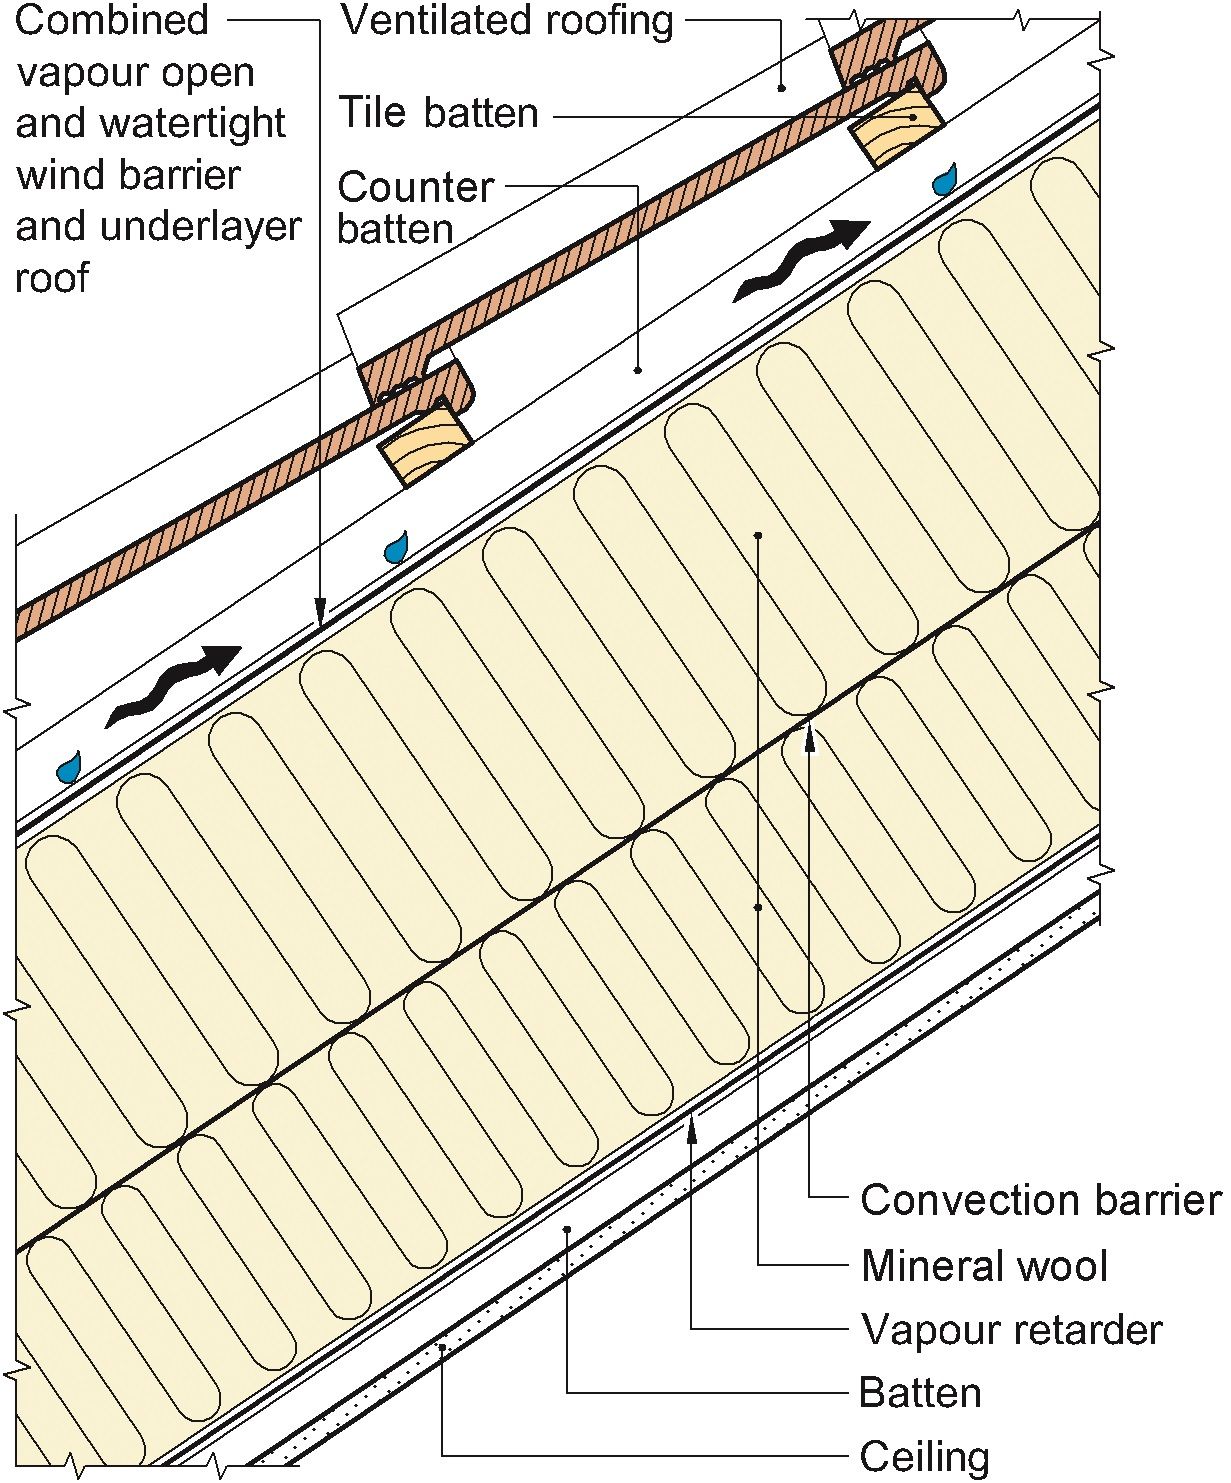 Combined
vapour open
and watertight
wind barrier
and underlayer
roof
Ventilated roofing
Tile batten
Counter
batten
Convection barrier
Mineral wool
Vapour retarder
Batten
Ceiling